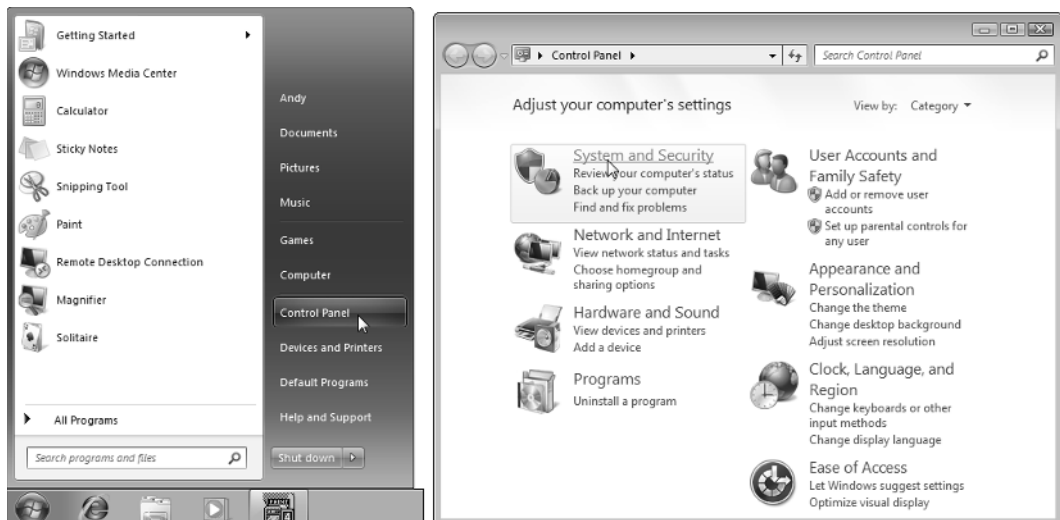 Getting Started
Windows Media Center
Calculator
Sticky Notes
Snipping Tool
Paint
Remote Desktop Connection
Magnifier
Solitaire
All Programs
Search programs and files
Andy
Documents
Pictures
Music
Games
Computer
Control Panel
Devices and Printers
Default Programs
Help and Support
Shut down
Control Panel
Search Control Panel
Adjust your computer's settings
View by: Category
System and Security
Review your computer's status
Back up your computer
Find and fix problems
Network and Internet
View network status and tasks
Choose homegroup and
sharing options
Hardware and Sound
View devices and printers
Add a device
Programs
Uninstall a program
User Accounts and
Family Safety
Add or remove user
accounts
Set up parental controls for
any user
Appearance and
Personalization
Change the theme
Change desktop background
Adjust screen resolution
Clock, Language, and
Region
Change keyboards or other
input methods
Change display language
Ease of Access
Let Windows suggest settings
Optimize visual display